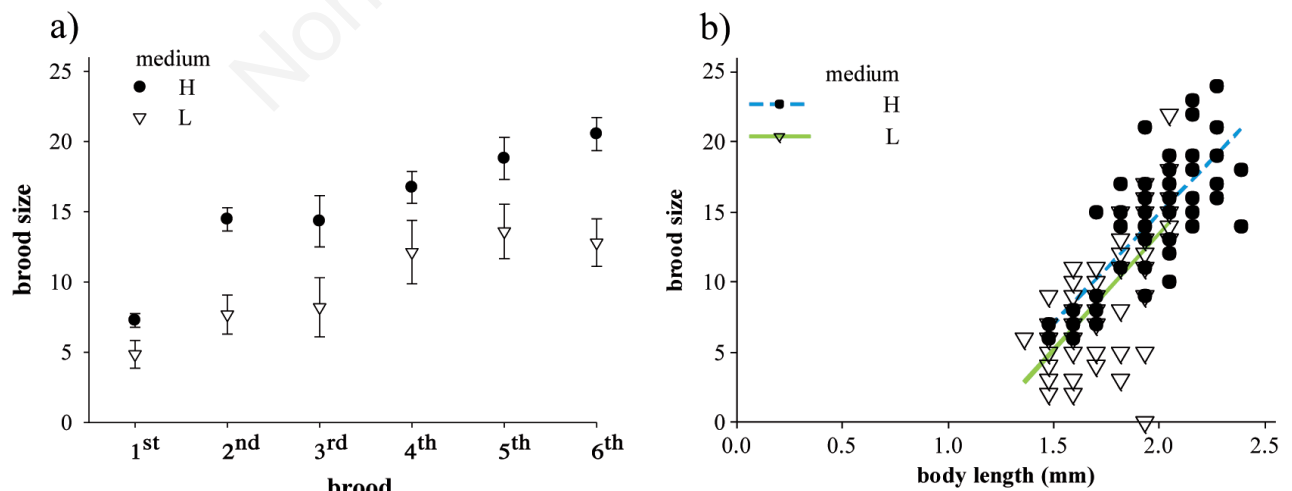 a)
medium
H
L
25
20
15
10
5
0
brood size
1st 2nd 3rd 4th 5th 6th
brood
b)
medium
H
L
25
20
15
10
5
0
brood size
0.0 0.5 1.0 1.5 2.0 2.5
body length (mm)
Non